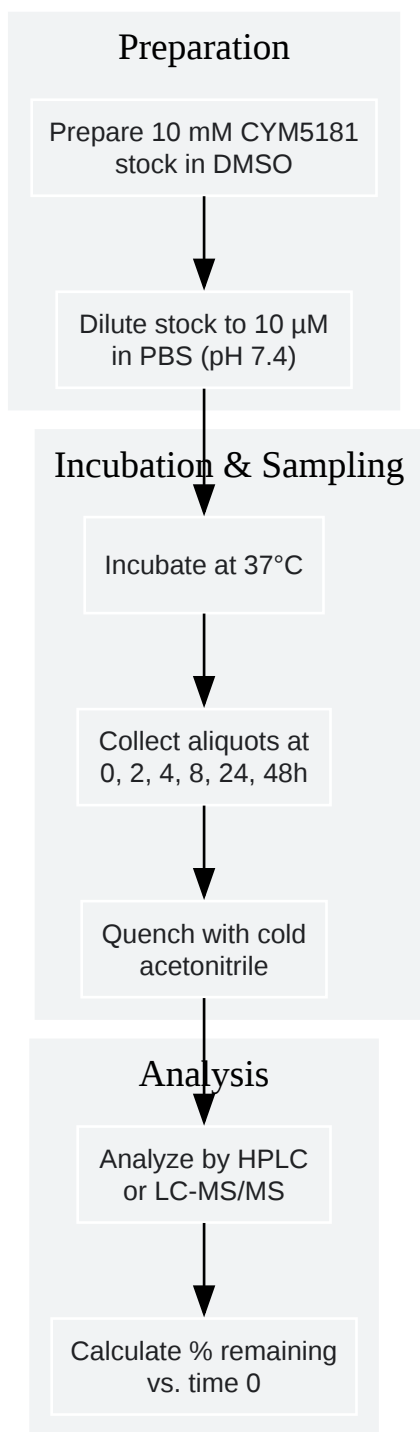 Preparation
Prepare 10 mM CYM5181
stock in DMSO
Dilute stock to 10 µM
in PBS (pH 7.4)
Incubation & Sampling
Incubate at 37°C
Collect aliquots at
0, 2, 4, 8, 24, 48h
Quench with cold
acetonitrile
Analysis
Analyze by HPLC
or LC-MS/MS
Calculate % remaining
vs. time 0